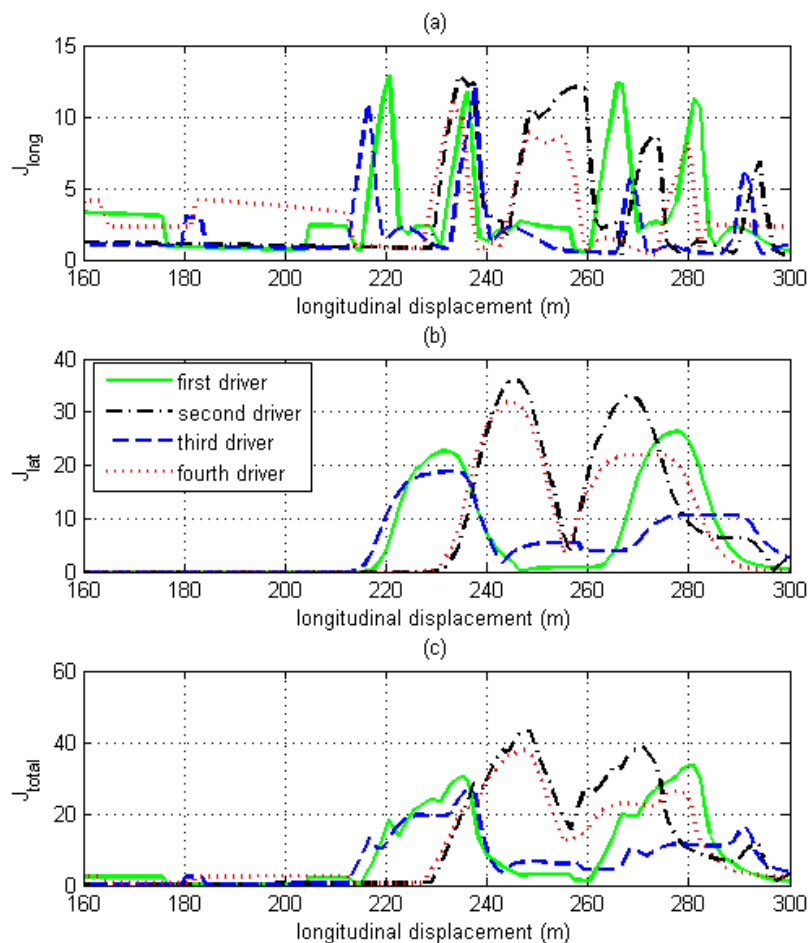 (a)
15
10
5
0
J_long
160 180 200 220 240 260 280 300
longitudinal displacement (m)
(b)
40
30
20
10
0
J_lat
first driver
second driver
third driver
fourth driver
160 180 200 220 240 260 280 300
longitudinal displacement (m)
(c)
60
40
20
0
J_total
160 180 200 220 240 260 280 300
longitudinal displacement (m)